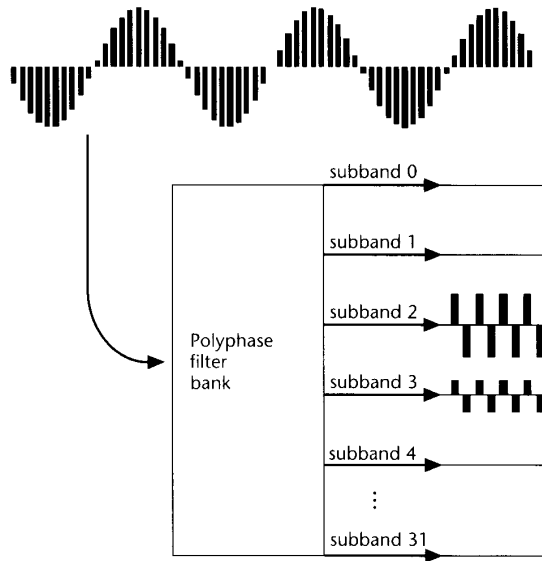 subband 0
subband 1
subband 2
Polyphase
filter
bank
subband 3
subband 4
⋮
subband 31